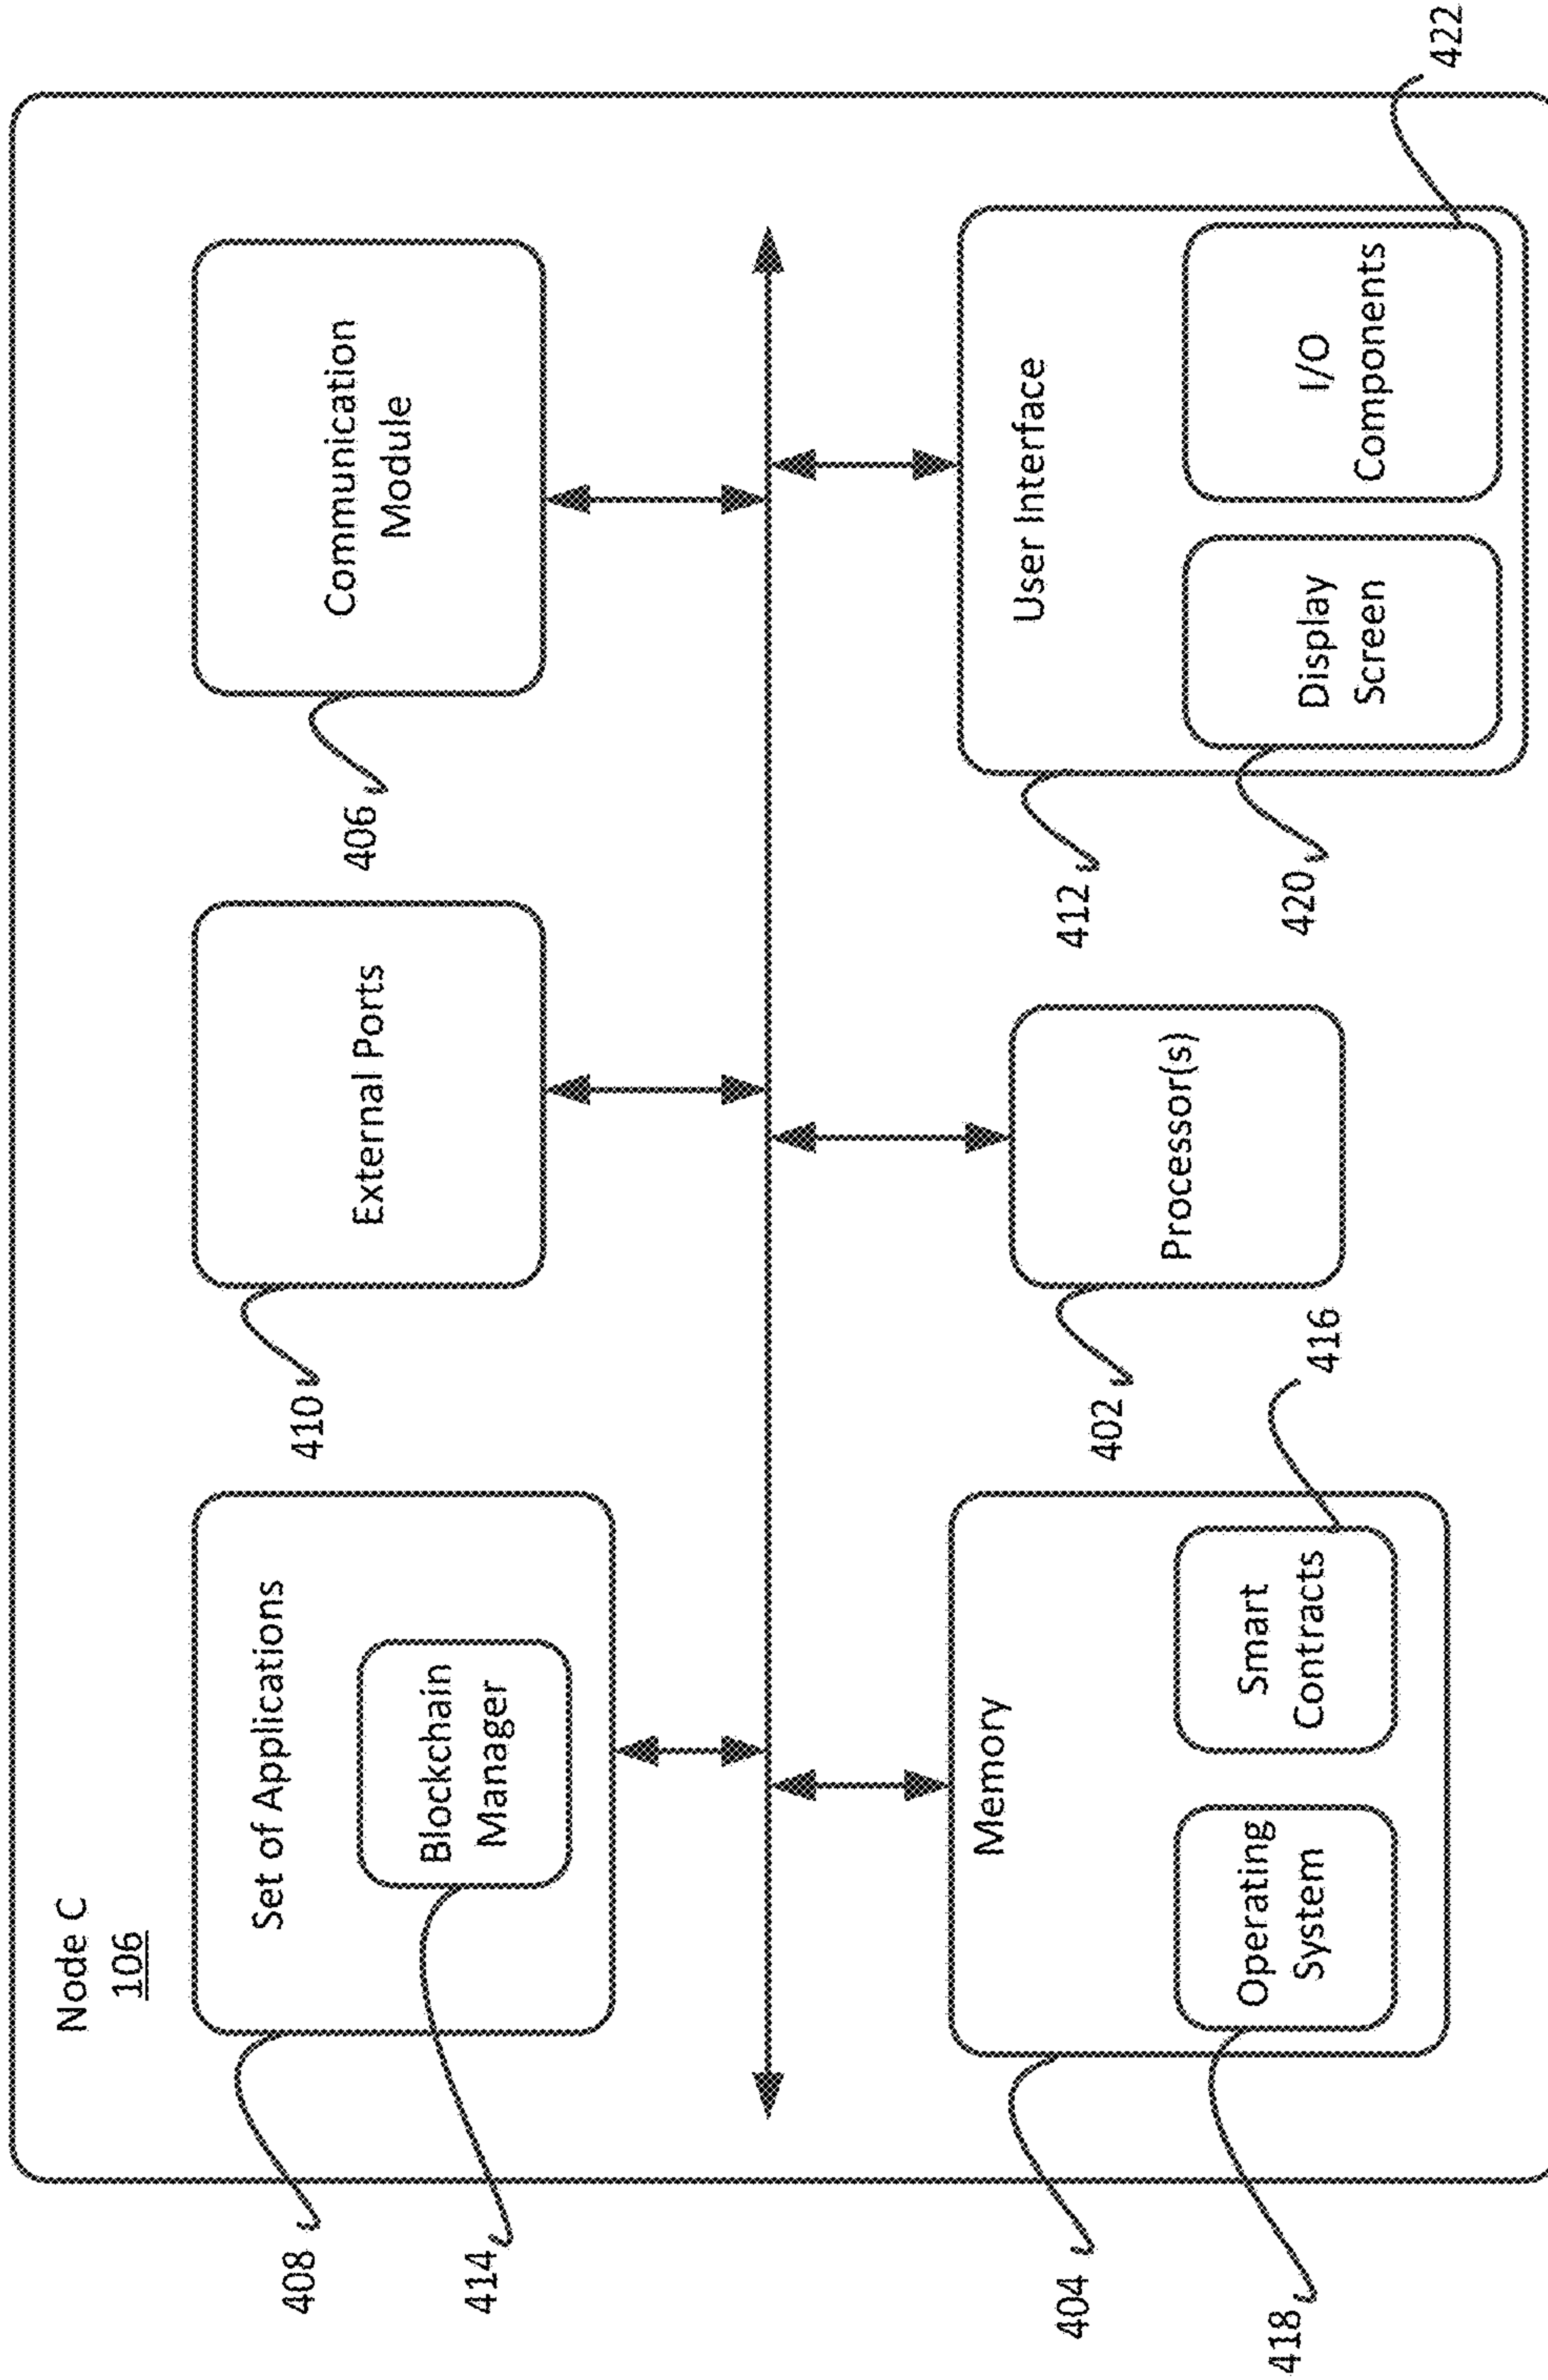 Node C
106
408
Set of Applications
414
Blockchain
Manager
410
External Ports
406
Communication
Module
404
Memory
418
Operating
System
Smart
Contracts
416
402
Processor(s)
412
User Interface
420
Display
Screen
I/O
Components
422